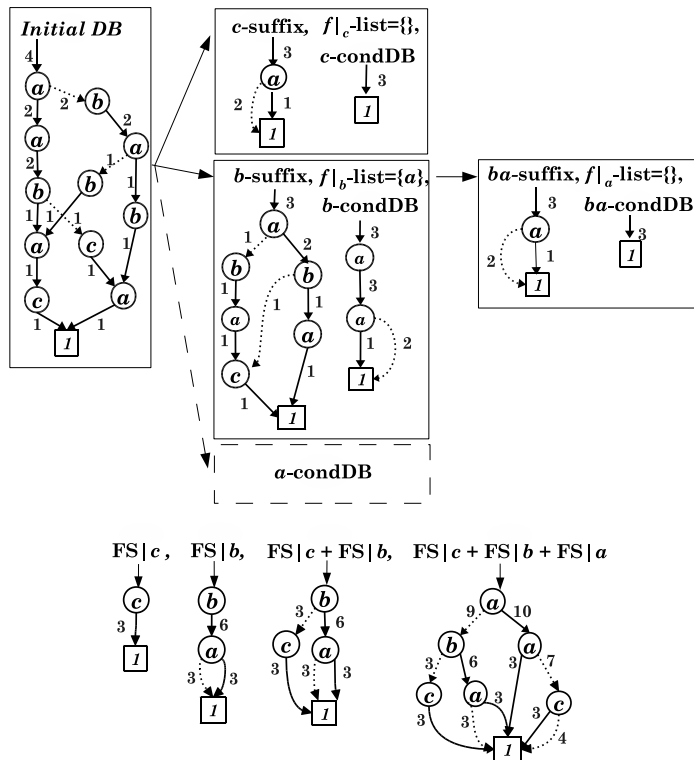 Initial DB
4
a
2
b
2
2
a
a
2
1
b
b
1
1
1
1
b
a
c
1
1
1
c
a
1
1
1
c-suffix, f|c-list={},
3
c-condDB
a
3
2
1
1
1
b-suffix, f|b-list={a},
3
b-condDB
a
3
1
2
b
b
a
1
1
1
3
a
a
a
1
1
2
c
1
1
1
1
1
ba-suffix, f|a-list={},
3
ba-condDB
a
3
2
1
1
1
a-condDB
FS|c, FS|b, FS|c + FS|b, FS|c + FS|b + FS|a
c
3
1
b
6
a
3
3
1
b
3
6
c
a
3
3
3
1
a
9
10
b
a
3
6
3
7
c
a
3
c
3
3
3
4
1